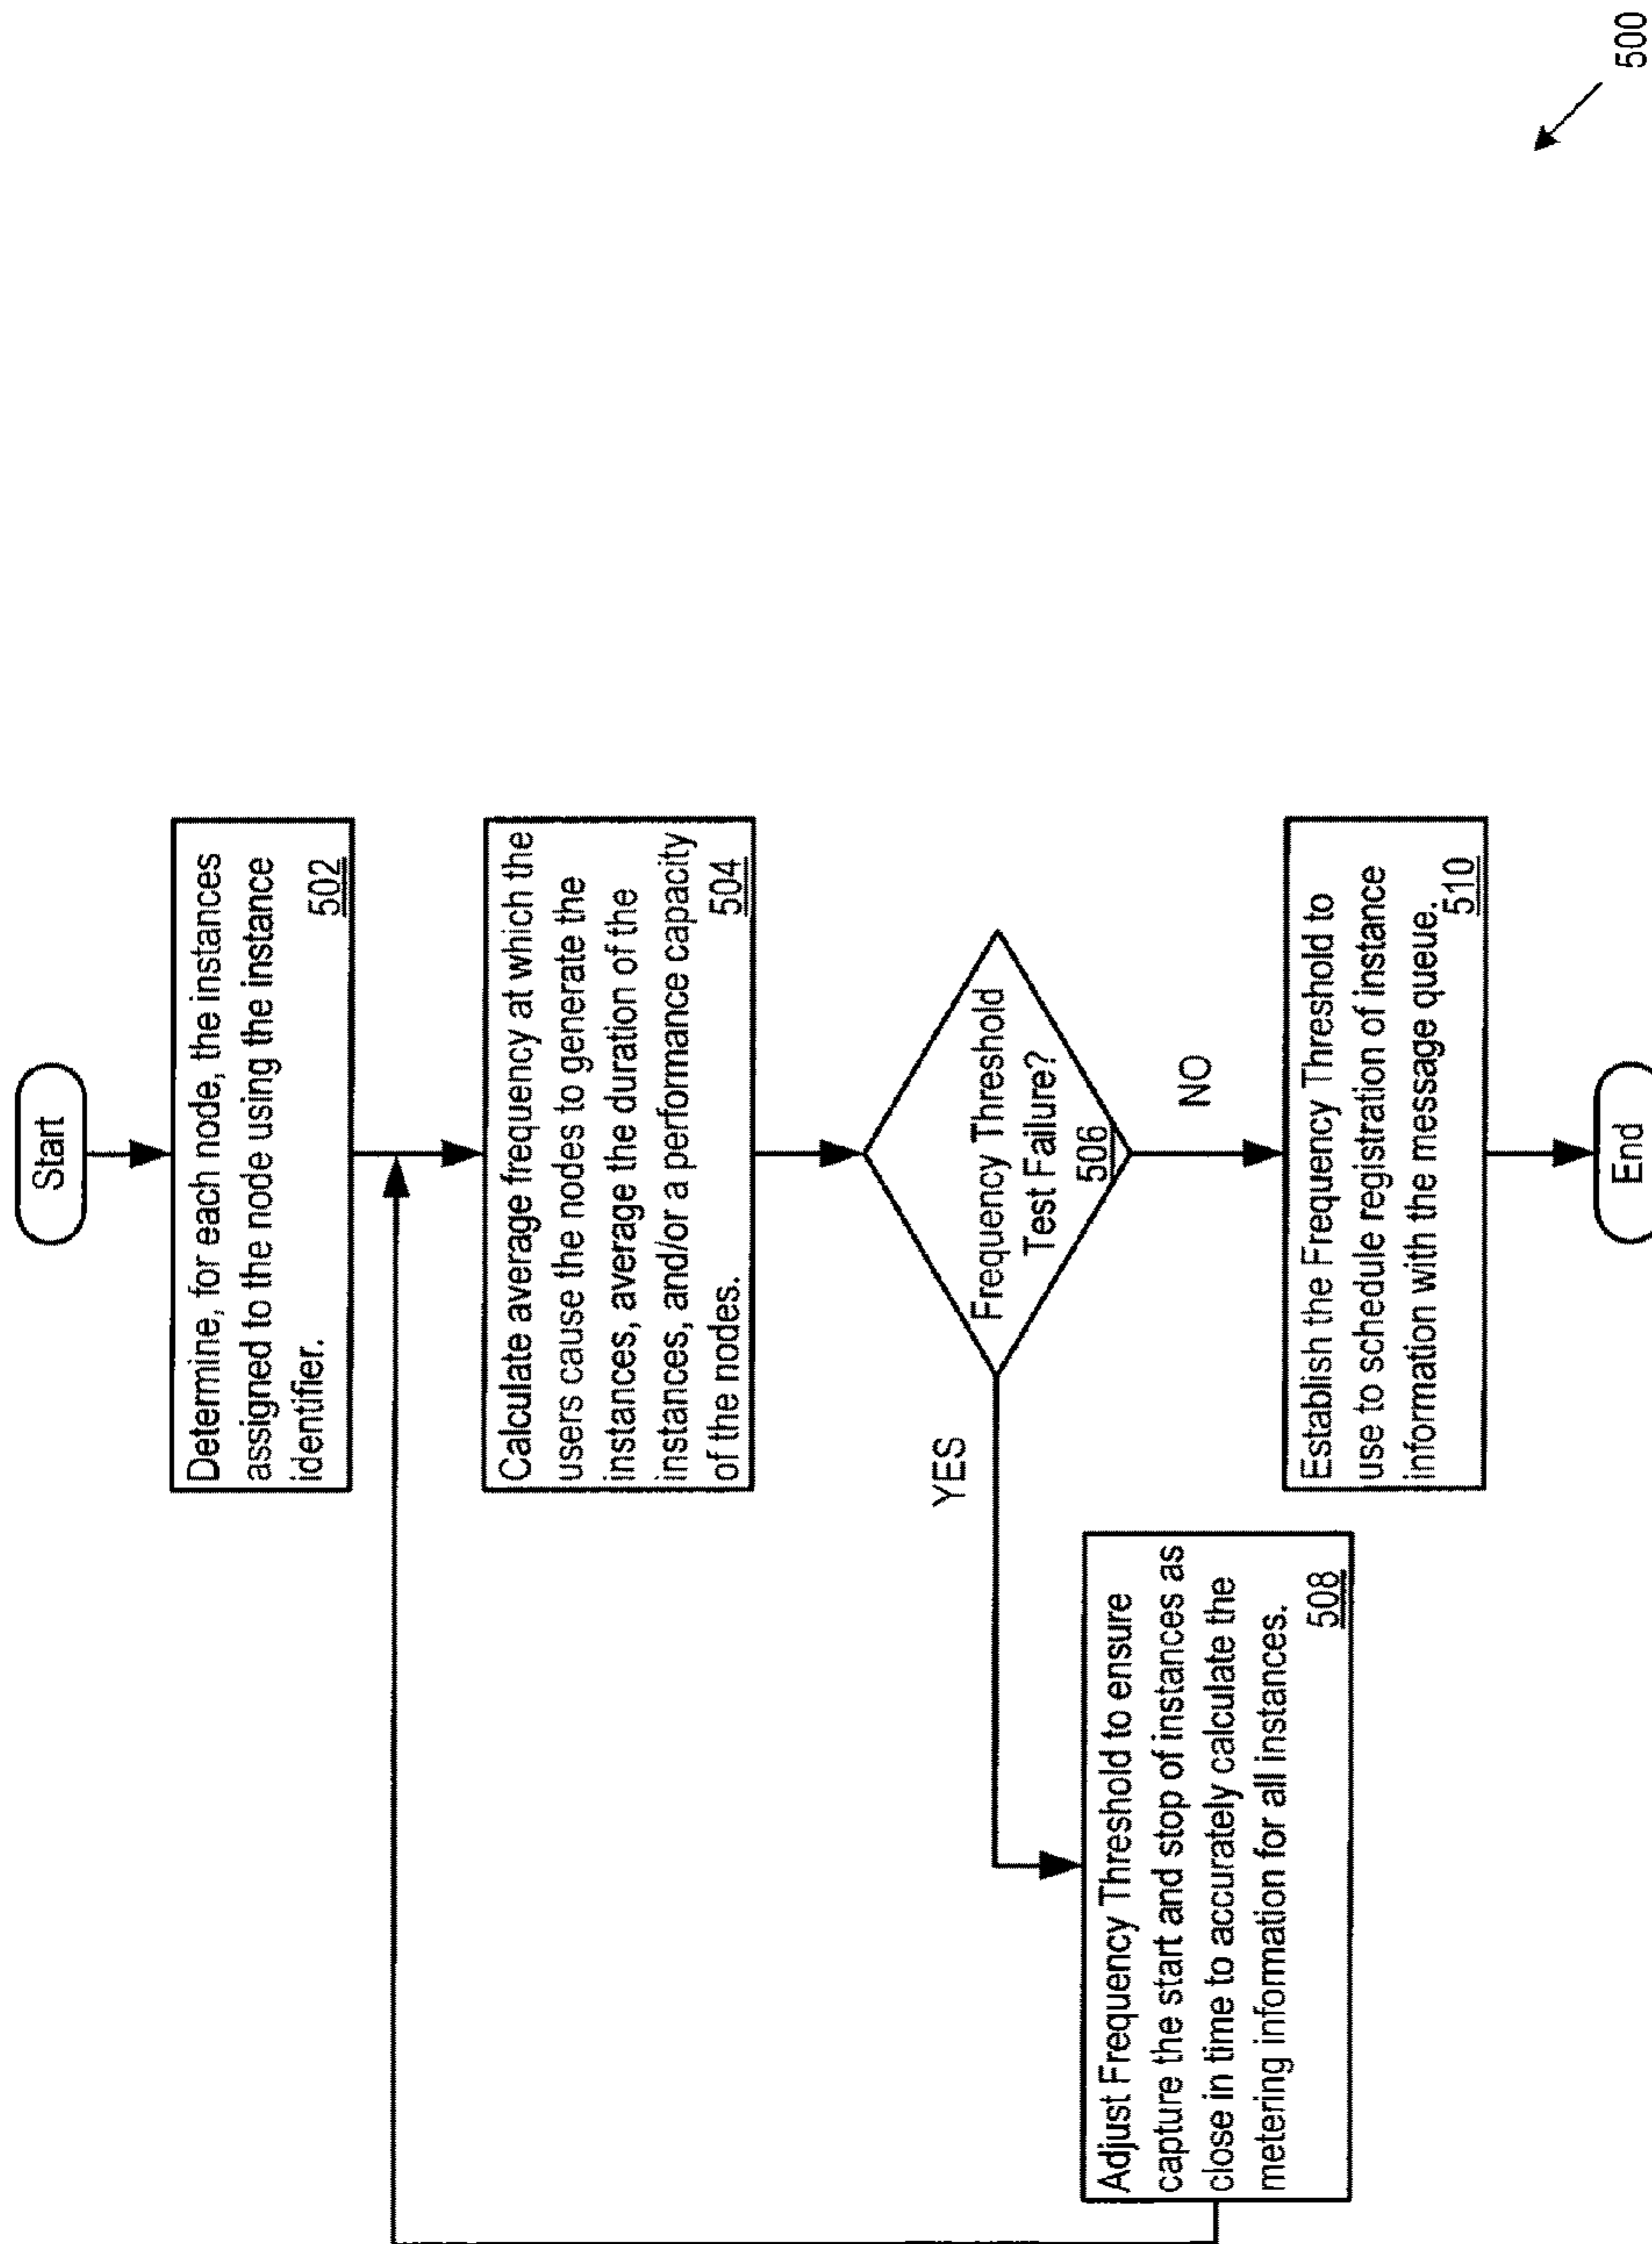 Start
Determine, for each node, the instances
assigned to the node using the instance
identifier.
502
Calculate average frequency at which the
users cause the nodes to generate the
instances, average the duration of the
instances, and/or a performance capacity
of the nodes.
504
Frequency Threshold
Test Failure?
506
YES
NO
Adjust Frequency Threshold to ensure
capture the start and stop of instances as
close in time to accurately calculate the
metering information for all instances.
508
Establish the Frequency Threshold to
use to schedule registration of instance
information with the message queue.
510
End
500